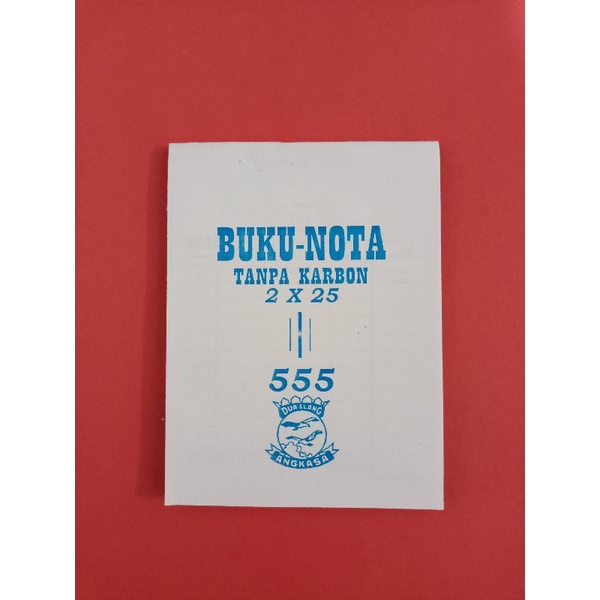 BUKU-NOTA
TANPA KARBON
2 X 25
555
DUA ELANG
ANGKASA